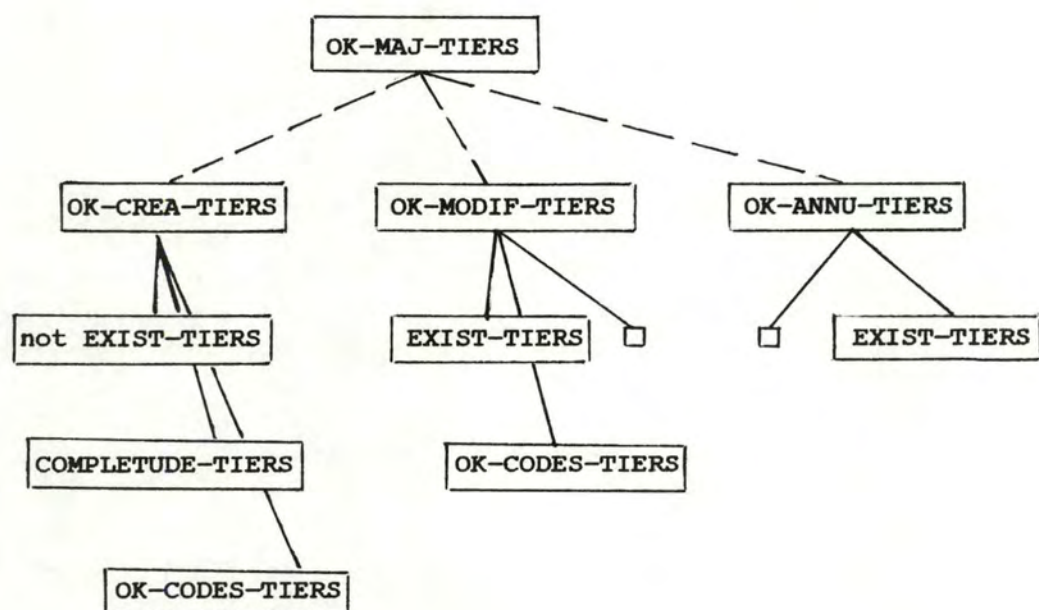 OK-MAJ-TIERS
OK-CREA-TIERS
OK-MODIF-TIERS
OK-ANNU-TIERS
not EXIST-TIERS
EXIST-TIERS
EXIST-TIERS
COMPLETUDE-TIERS
OK-CODES-TIERS
OK-CODES-TIERS